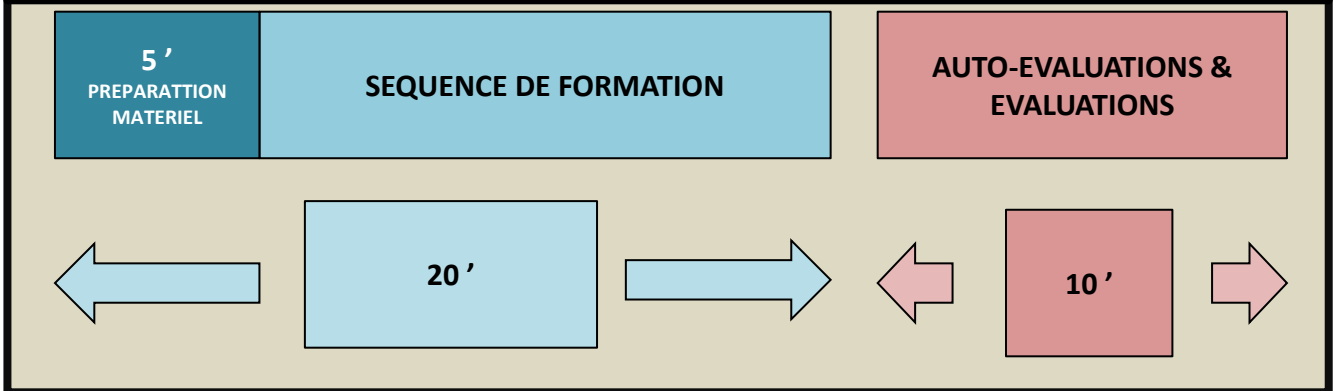 5 ’
PREPARATTION
MATERIEL
SEQUENCE DE FORMATION
AUTO-EVALUATIONS &
EVALUATIONS
20 ’
10 ’